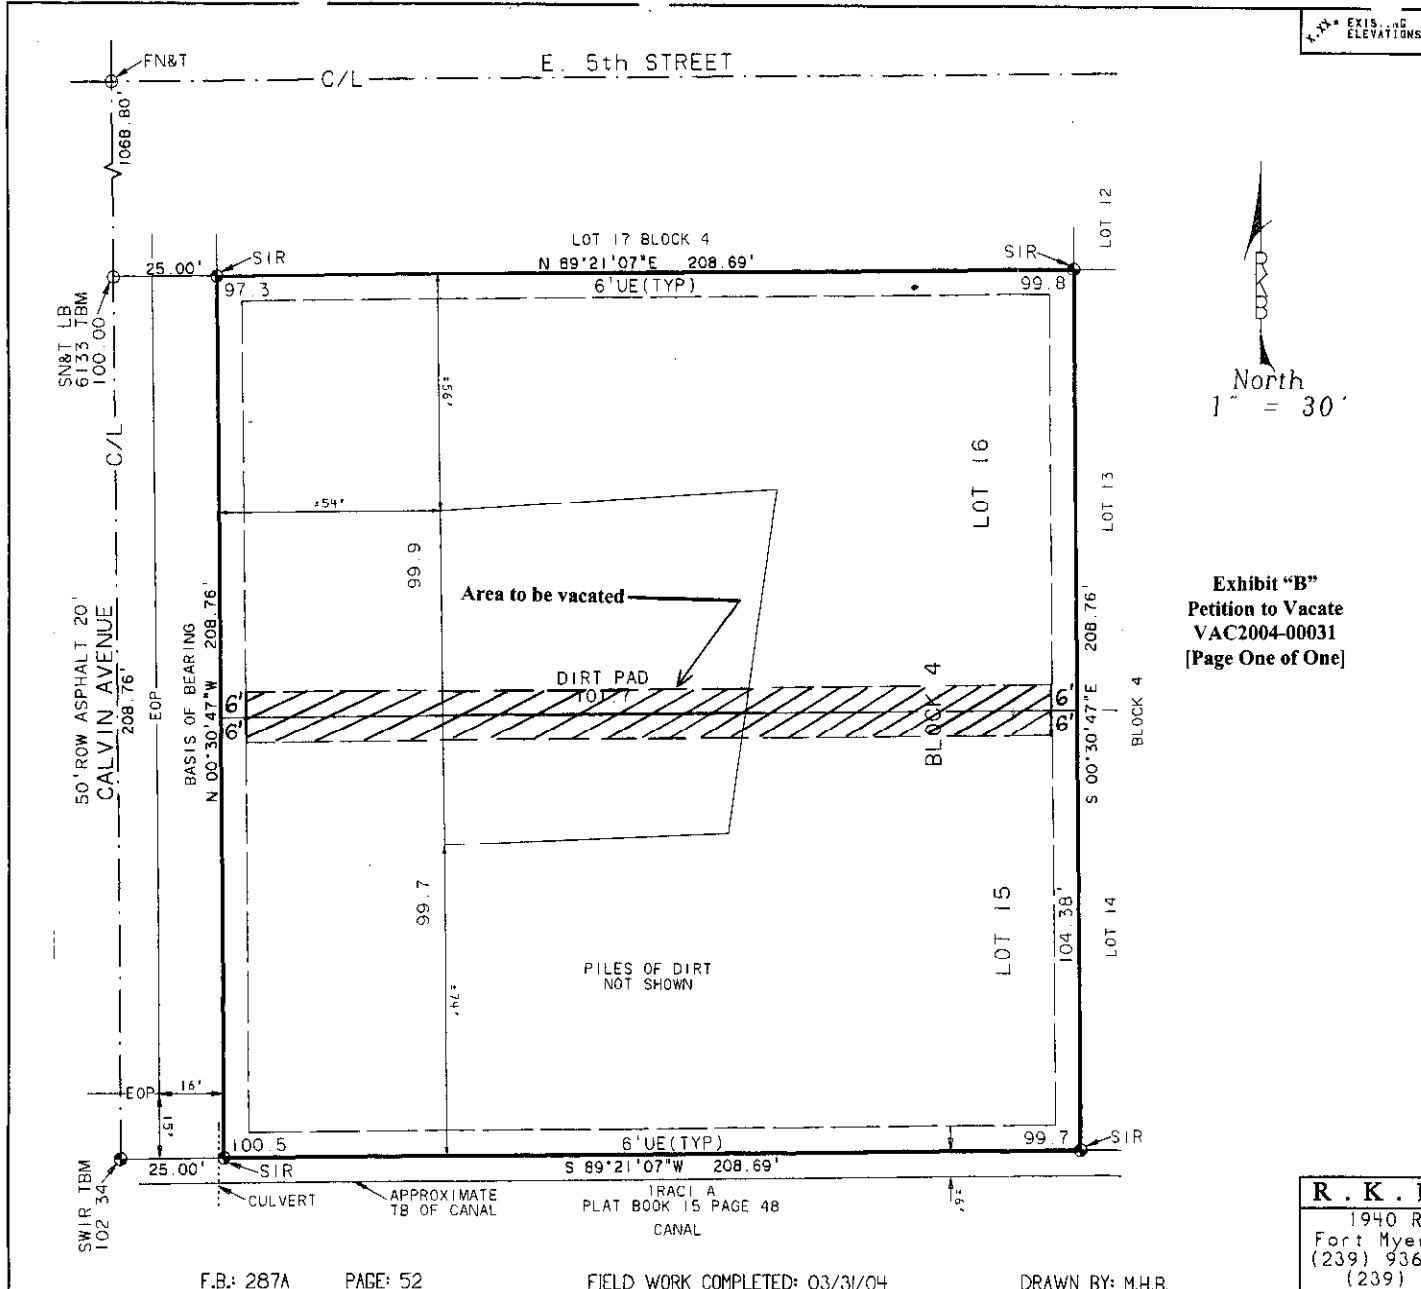 X.XX= EXISTING
ELEVATIONS
FN&T
C/L
E. 5th STREET
1068.80'
LOT 12
LOT 17 BLOCK 4
N 89°21'07"E 208.69'
6'UE(TYP)
25.00'
SIR
SIR
97.3
99.8
SN&T LB
6133 TBM
100.00
C/L
RKB
North
1" = 30'
±56'
±54'
99.9
LOT 16
LOT 13
Area to be vacated
Exhibit “B”
Petition to Vacate
VAC2004-00031
[Page One of One]
50'ROW ASPHALT 20'
CALVIN AVENUE
208.76'
EOP
BASIS OF BEARING
N 00°30'47"W 208.76'
DIRT PAD
101.7
6'
6'
6'
6'
BLOCK 4
S 00°30'47"E 208.76'
BLOCK 4
99.7
LOT 15
104.38'
LOT 14
PILES OF DIRT
NOT SHOWN
±74'
EOP
16'
15'
100.5
6'UE(TYP)
99.7
SIR
25.00'
SIR
S 89°21'07"W 208.69'
SWIR TBM
102.34
CULVERT
APPROXIMATE
TB OF CANAL
TRACT A
PLAT BOOK 15 PAGE 48
CANAL
F.B.: 287A PAGE: 52 FIELD WORK COMPLETED: 03/31/04 DRAWN BY: M.H.R.
R.K.
1940 R
Fort Myer
(239) 936
(239)